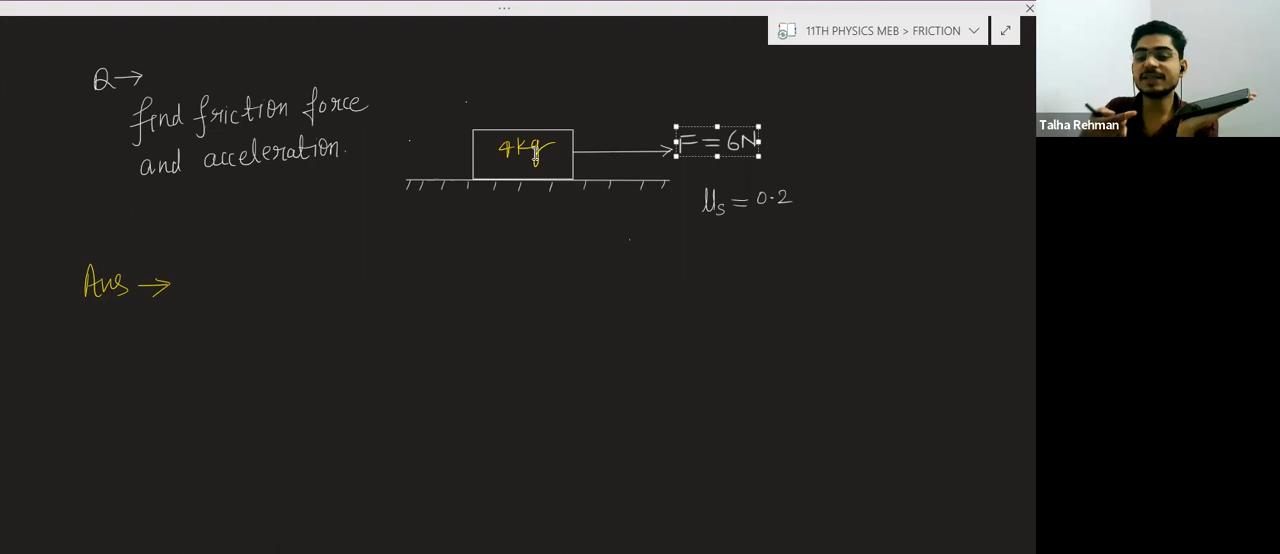 11TH PHYSICS MEB > FRICTION
Q→
find friction force
and acceleration.
4kg
F = 6N
μs = 0.2
Ans →
Talha Rehman